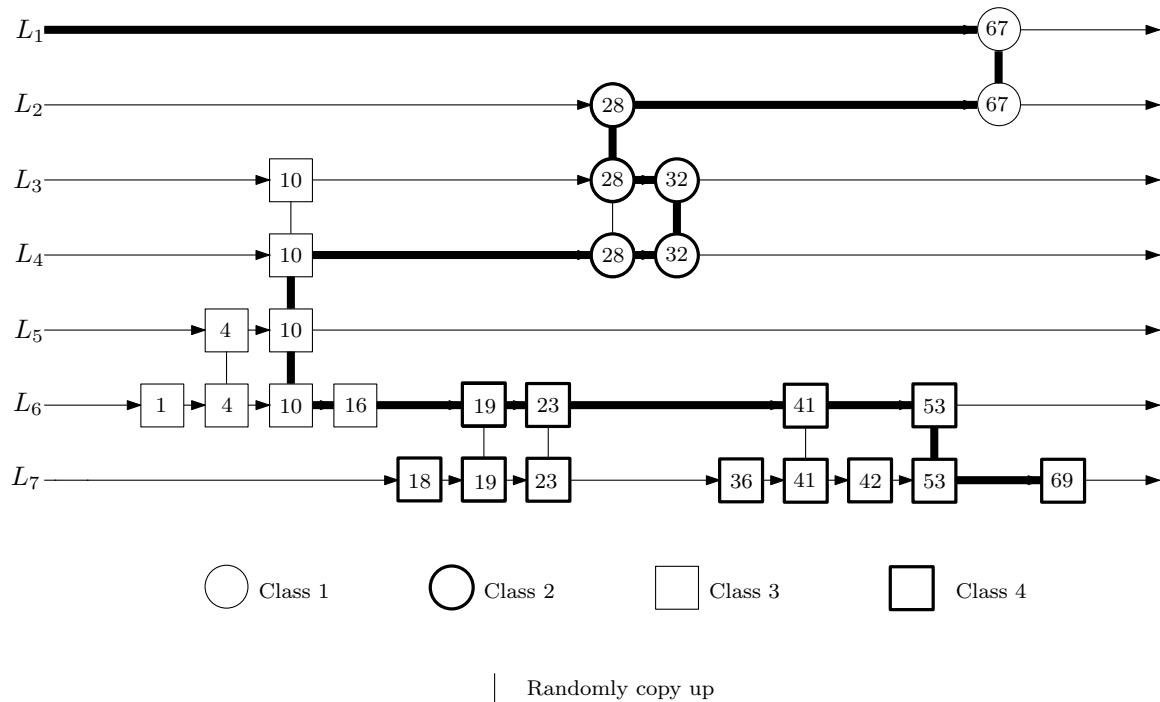 L1 67
L2 28 67
L3 10 28 32
L4 10 28 32
L5 4 10
L6 1 4 10 16 19 23 41 53
L7 18 19 23 36 41 42 53 69
Class 1 Class 2 Class 3 Class 4
Randomly copy up